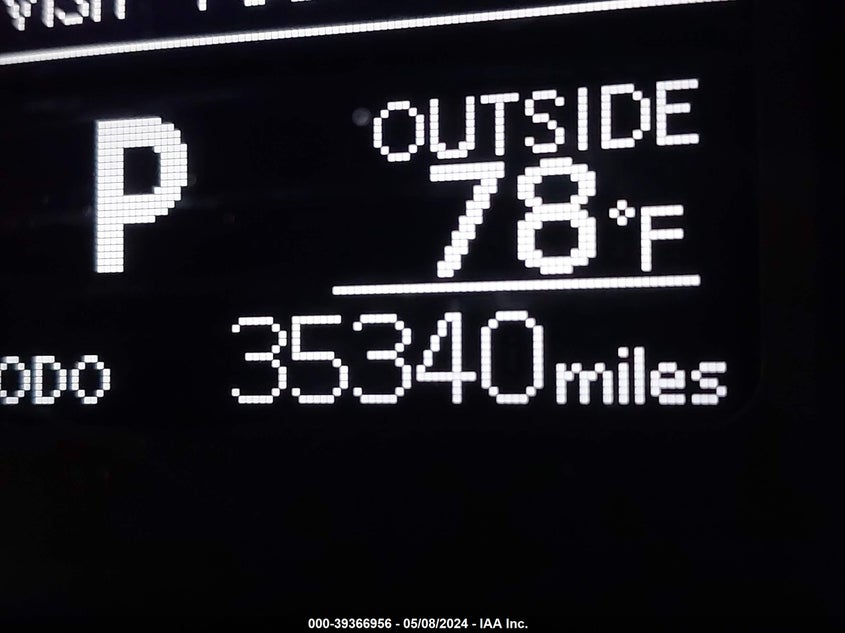 P
OUTSIDE
78°F
ODO 35340 miles
000-39366956 - 05/08/2024 - IAA Inc.